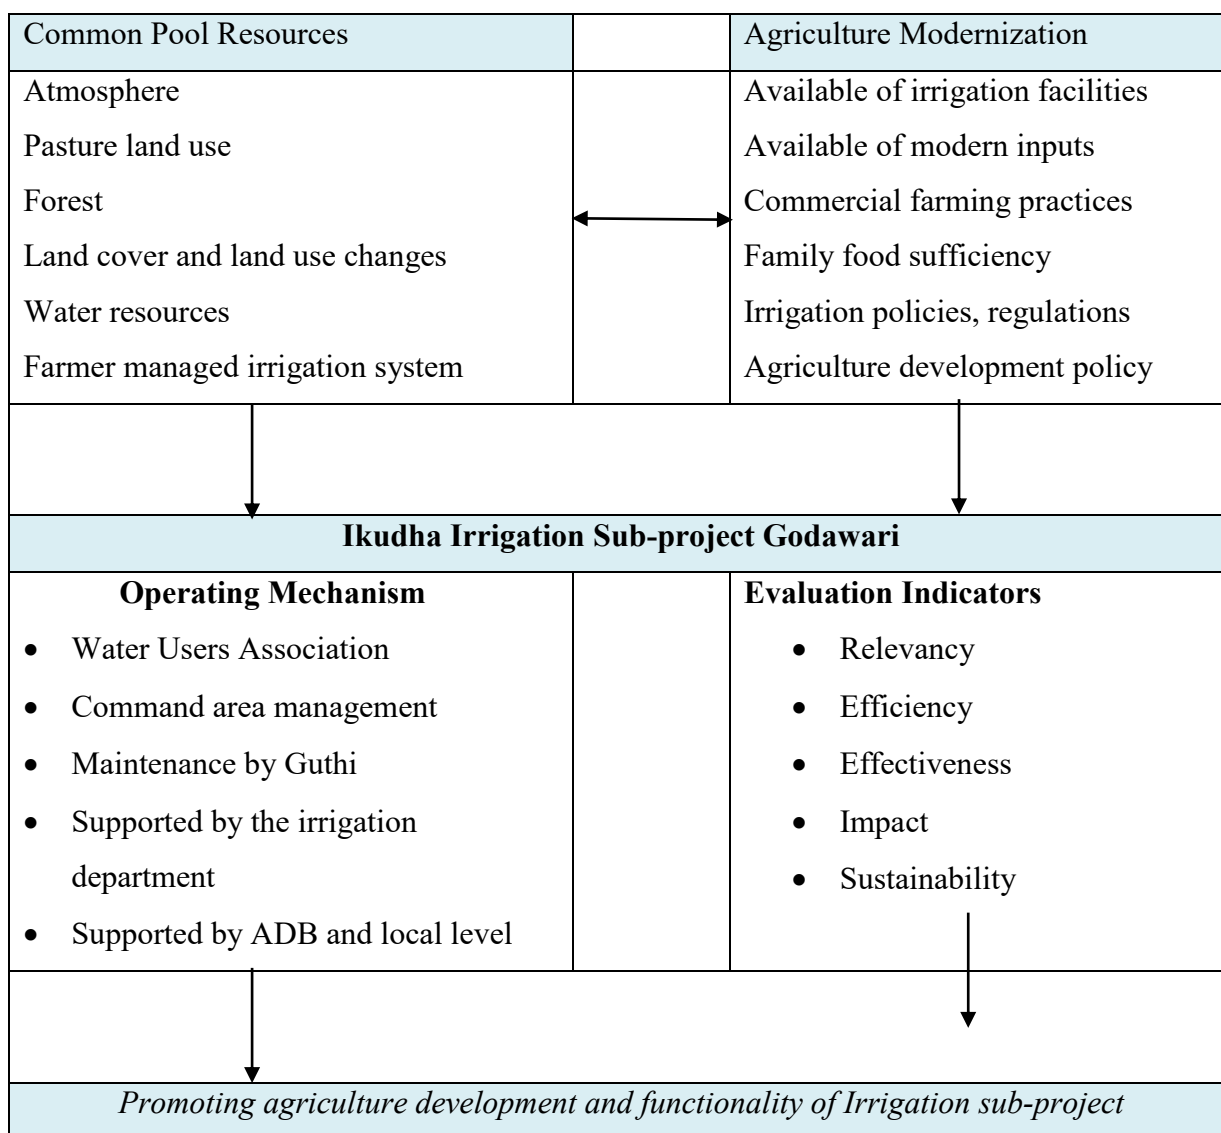 Common Pool Resources
Agriculture Modernization
Atmosphere
Pasture land use
Forest
Land cover and land use changes
Water resources
Farmer managed irrigation system
Available of irrigation facilities
Available of modern inputs
Commercial farming practices
Family food sufficiency
Irrigation policies, regulations
Agriculture development policy
Ikudha Irrigation Sub-project Godawari
Operating Mechanism
• Water Users Association
• Command area management
• Maintenance by Guthi
• Supported by the irrigation
department
• Supported by ADB and local level
Evaluation Indicators
• Relevancy
• Efficiency
• Effectiveness
• Impact
• Sustainability
Promoting agriculture development and functionality of Irrigation sub-project